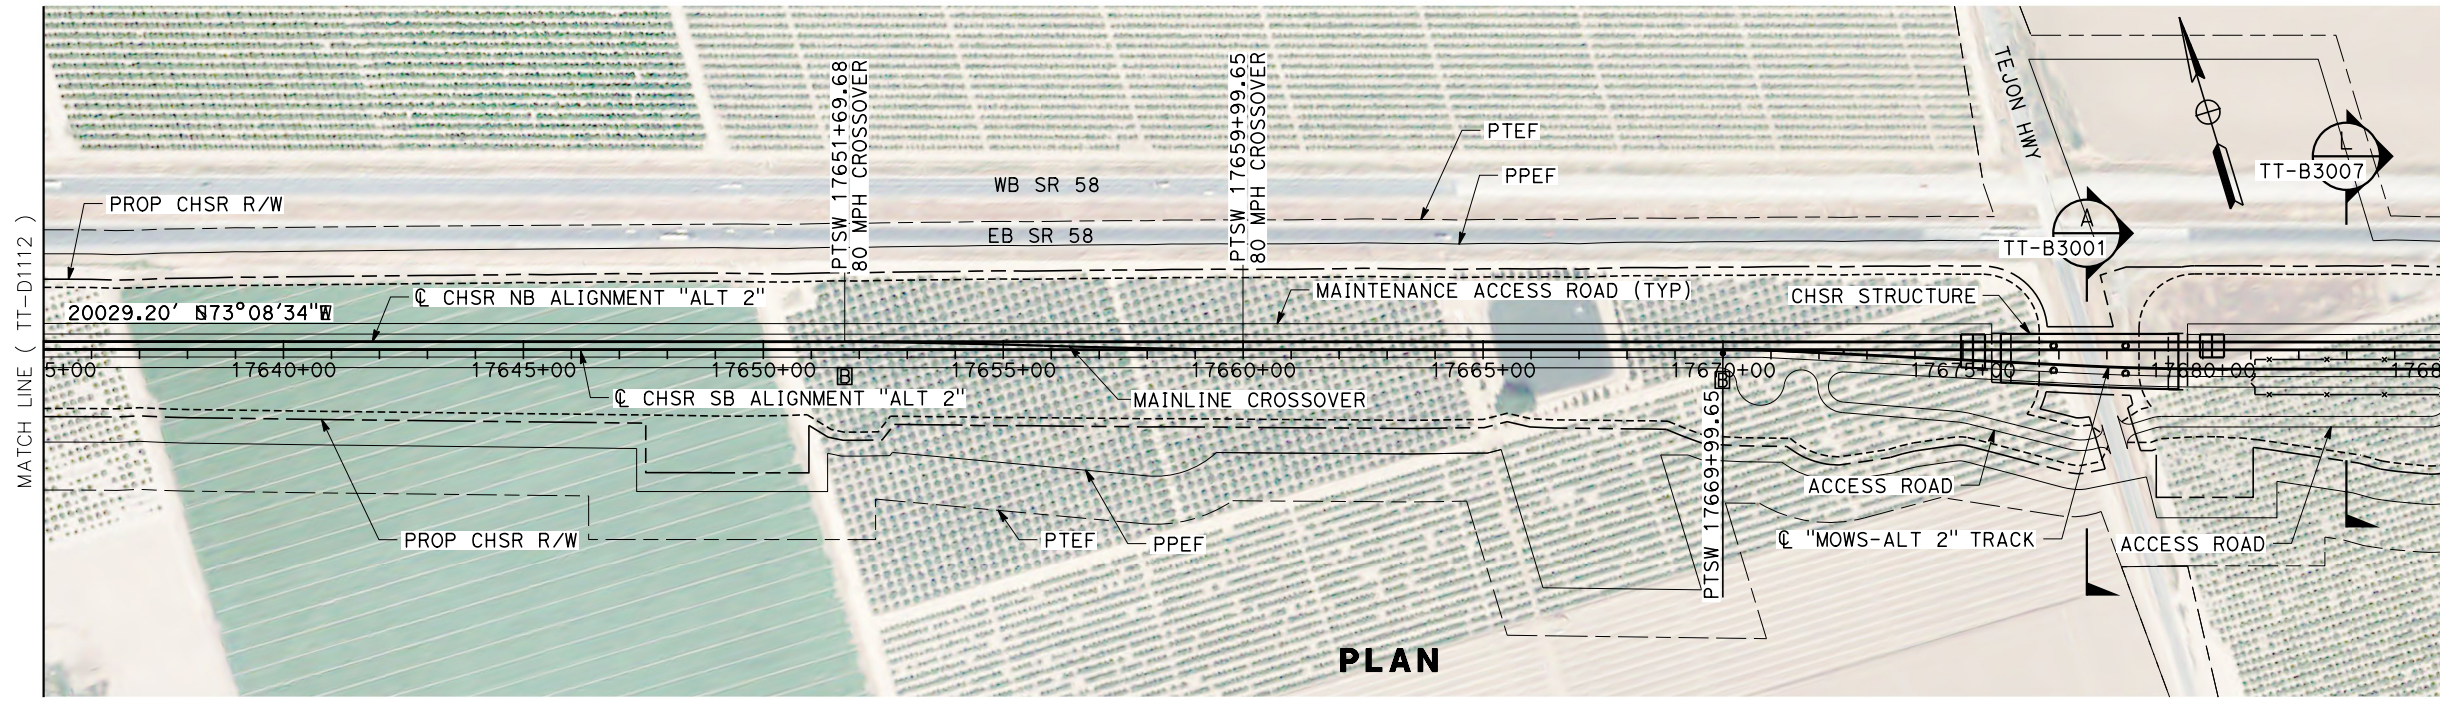 MATCH LINE ( TT-D1112 )
PROP CHSR R/W
WB SR 58
EB SR 58
PTSW 17651+69.68
80 MPH CROSSOVER
PTSW 17659+99.65
80 MPH CROSSOVER
PTEF
PPEF
TEJON HWY
A
TT-B3001
L
TT-B3007
20029.20'
73°08'34"
℄ CHSR NB ALIGNMENT "ALT 2"
MAINTENANCE ACCESS ROAD (TYP)
CHSR STRUCTURE
5+00
17640+00
17645+00
17650+00
17655+00
17660+00
17665+00
17670+00
17675+00
17680+00
1768
B
B
℄ CHSR SB ALIGNMENT "ALT 2"
MAINLINE CROSSOVER
PTSW 17669+99.65
ACCESS ROAD
PROP CHSR R/W
PTEF
PPEF
℄ "MOWS-ALT 2" TRACK
ACCESS ROAD
PLAN